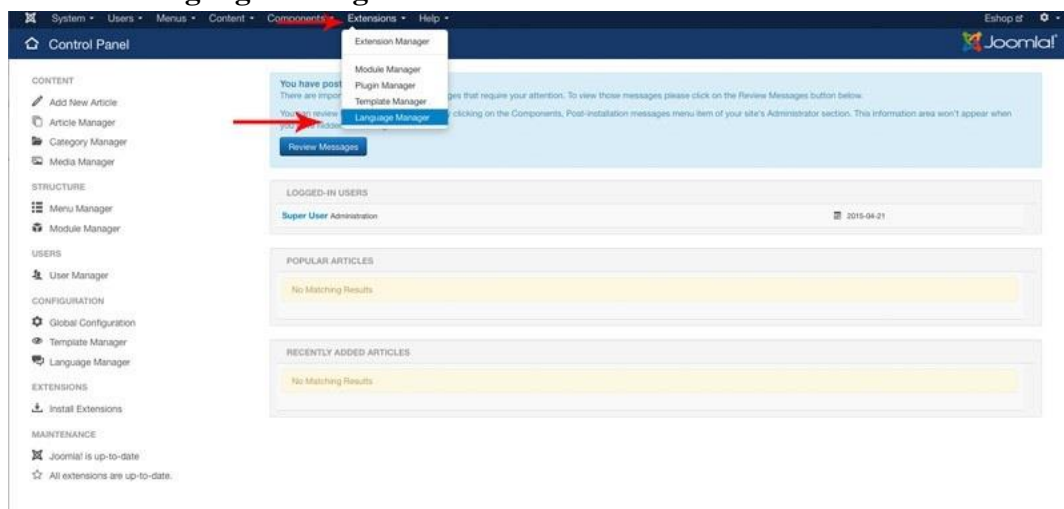 System Users Menus Content Components Extensions Help Eshop
Control Panel Joomla!
Extension Manager
Module Manager
Plugin Manager
Template Manager
Language Manager
CONTENT
Add New Article
Article Manager
Category Manager
Media Manager
STRUCTURE
Menu Manager
Module Manager
USERS
User Manager
CONFIGURATION
Global Configuration
Template Manager
Language Manager
EXTENSIONS
Install Extensions
MAINTENANCE
Joomla! is up-to-date
All extensions are up-to-date.
You have post
There are impor ges that require your attention. To view those messages please click on the Review Messages button below.
clicking on the Components, Post-installation messages menu item of your site's Administrator section. This information area won't appear when
Review Messages
LOGGED-IN USERS
Super User Administration 2015-04-21
POPULAR ARTICLES
No Matching Results
RECENTLY ADDED ARTICLES
No Matching Results